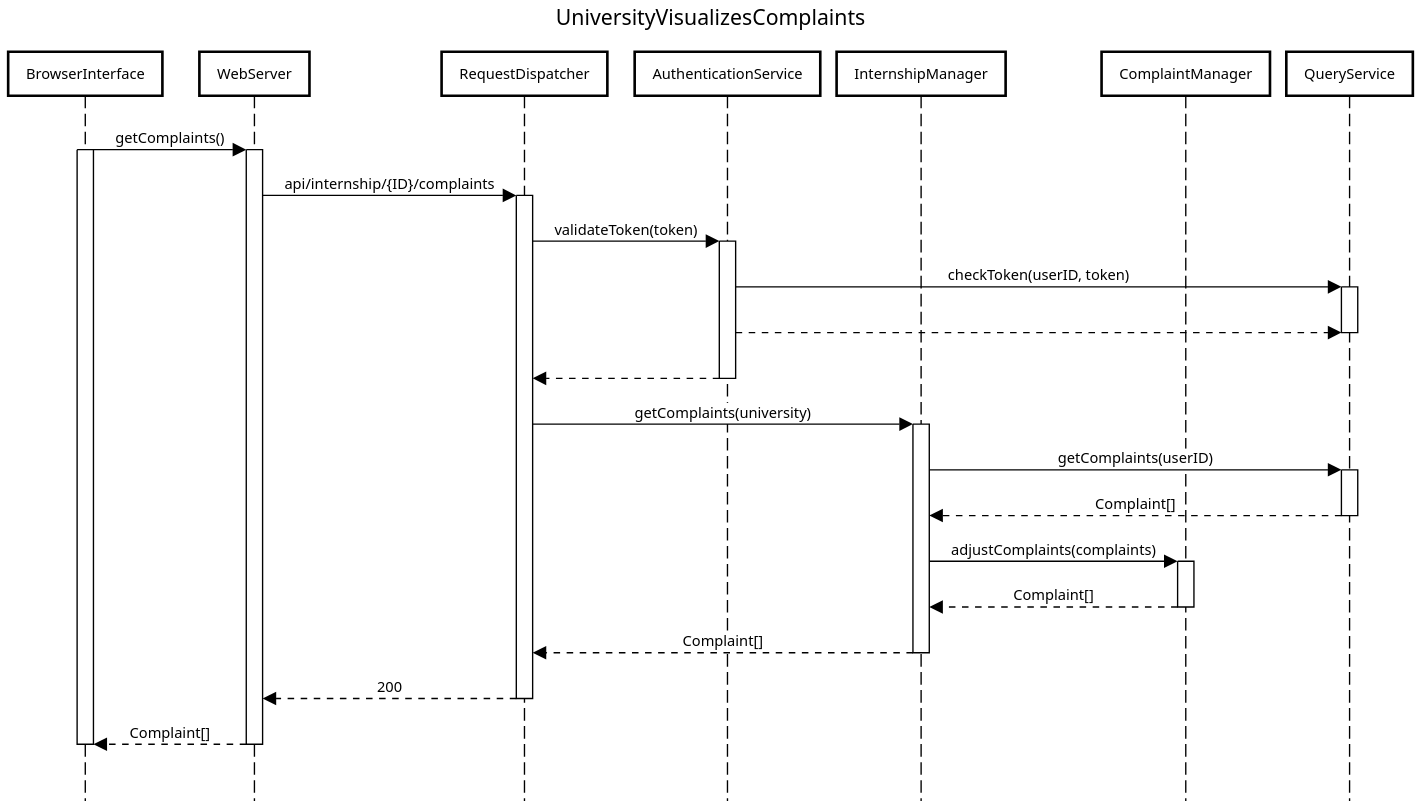 UniversityVisualizesComplaints
BrowserInterface
WebServer
RequestDispatcher
AuthenticationService
InternshipManager
ComplaintManager
QueryService
getComplaints()
api/internship/{ID}/complaints
validateToken(token)
checkToken(userID, token)
getComplaints(university)
getComplaints(userID)
Complaint[]
adjustComplaints(complaints)
Complaint[]
Complaint[]
200
Complaint[]